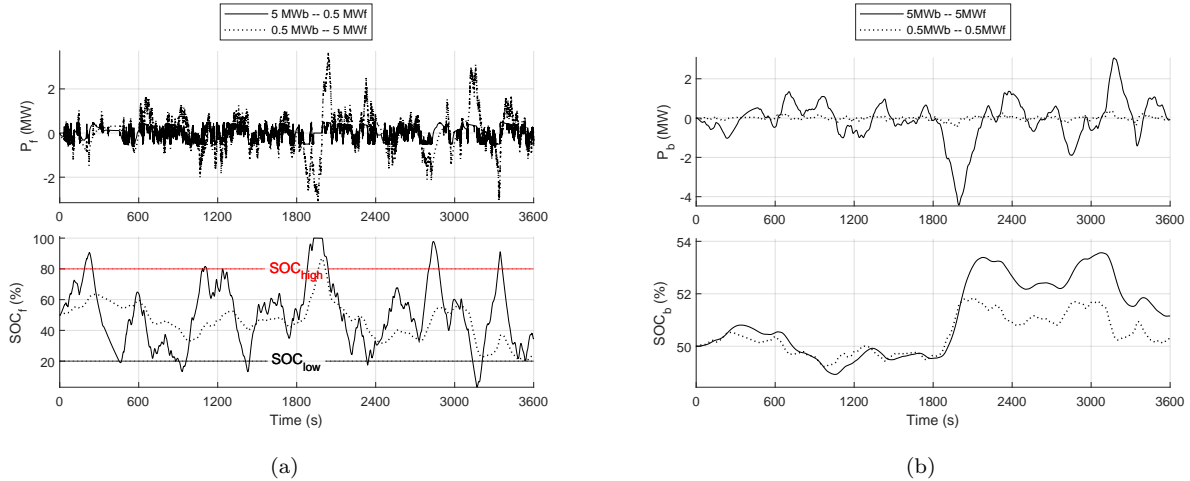 5 MWb -- 0.5 MWf
0.5 MWb -- 5 MWf
P_f (MW)
2
0
-2
0 600 1200 1800 2400 3000 3600
SOC_f (%)
100
80
60
40
20
SOC_high
SOC_low
0 600 1200 1800 2400 3000 3600
Time (s)
(a)
5MWb -- 5MWf
0.5MWb -- 0.5MWf
P_b (MW)
2
0
-2
-4
0 600 1200 1800 2400 3000 3600
SOC_b (%)
54
52
50
0 600 1200 1800 2400 3000 3600
Time (s)
(b)